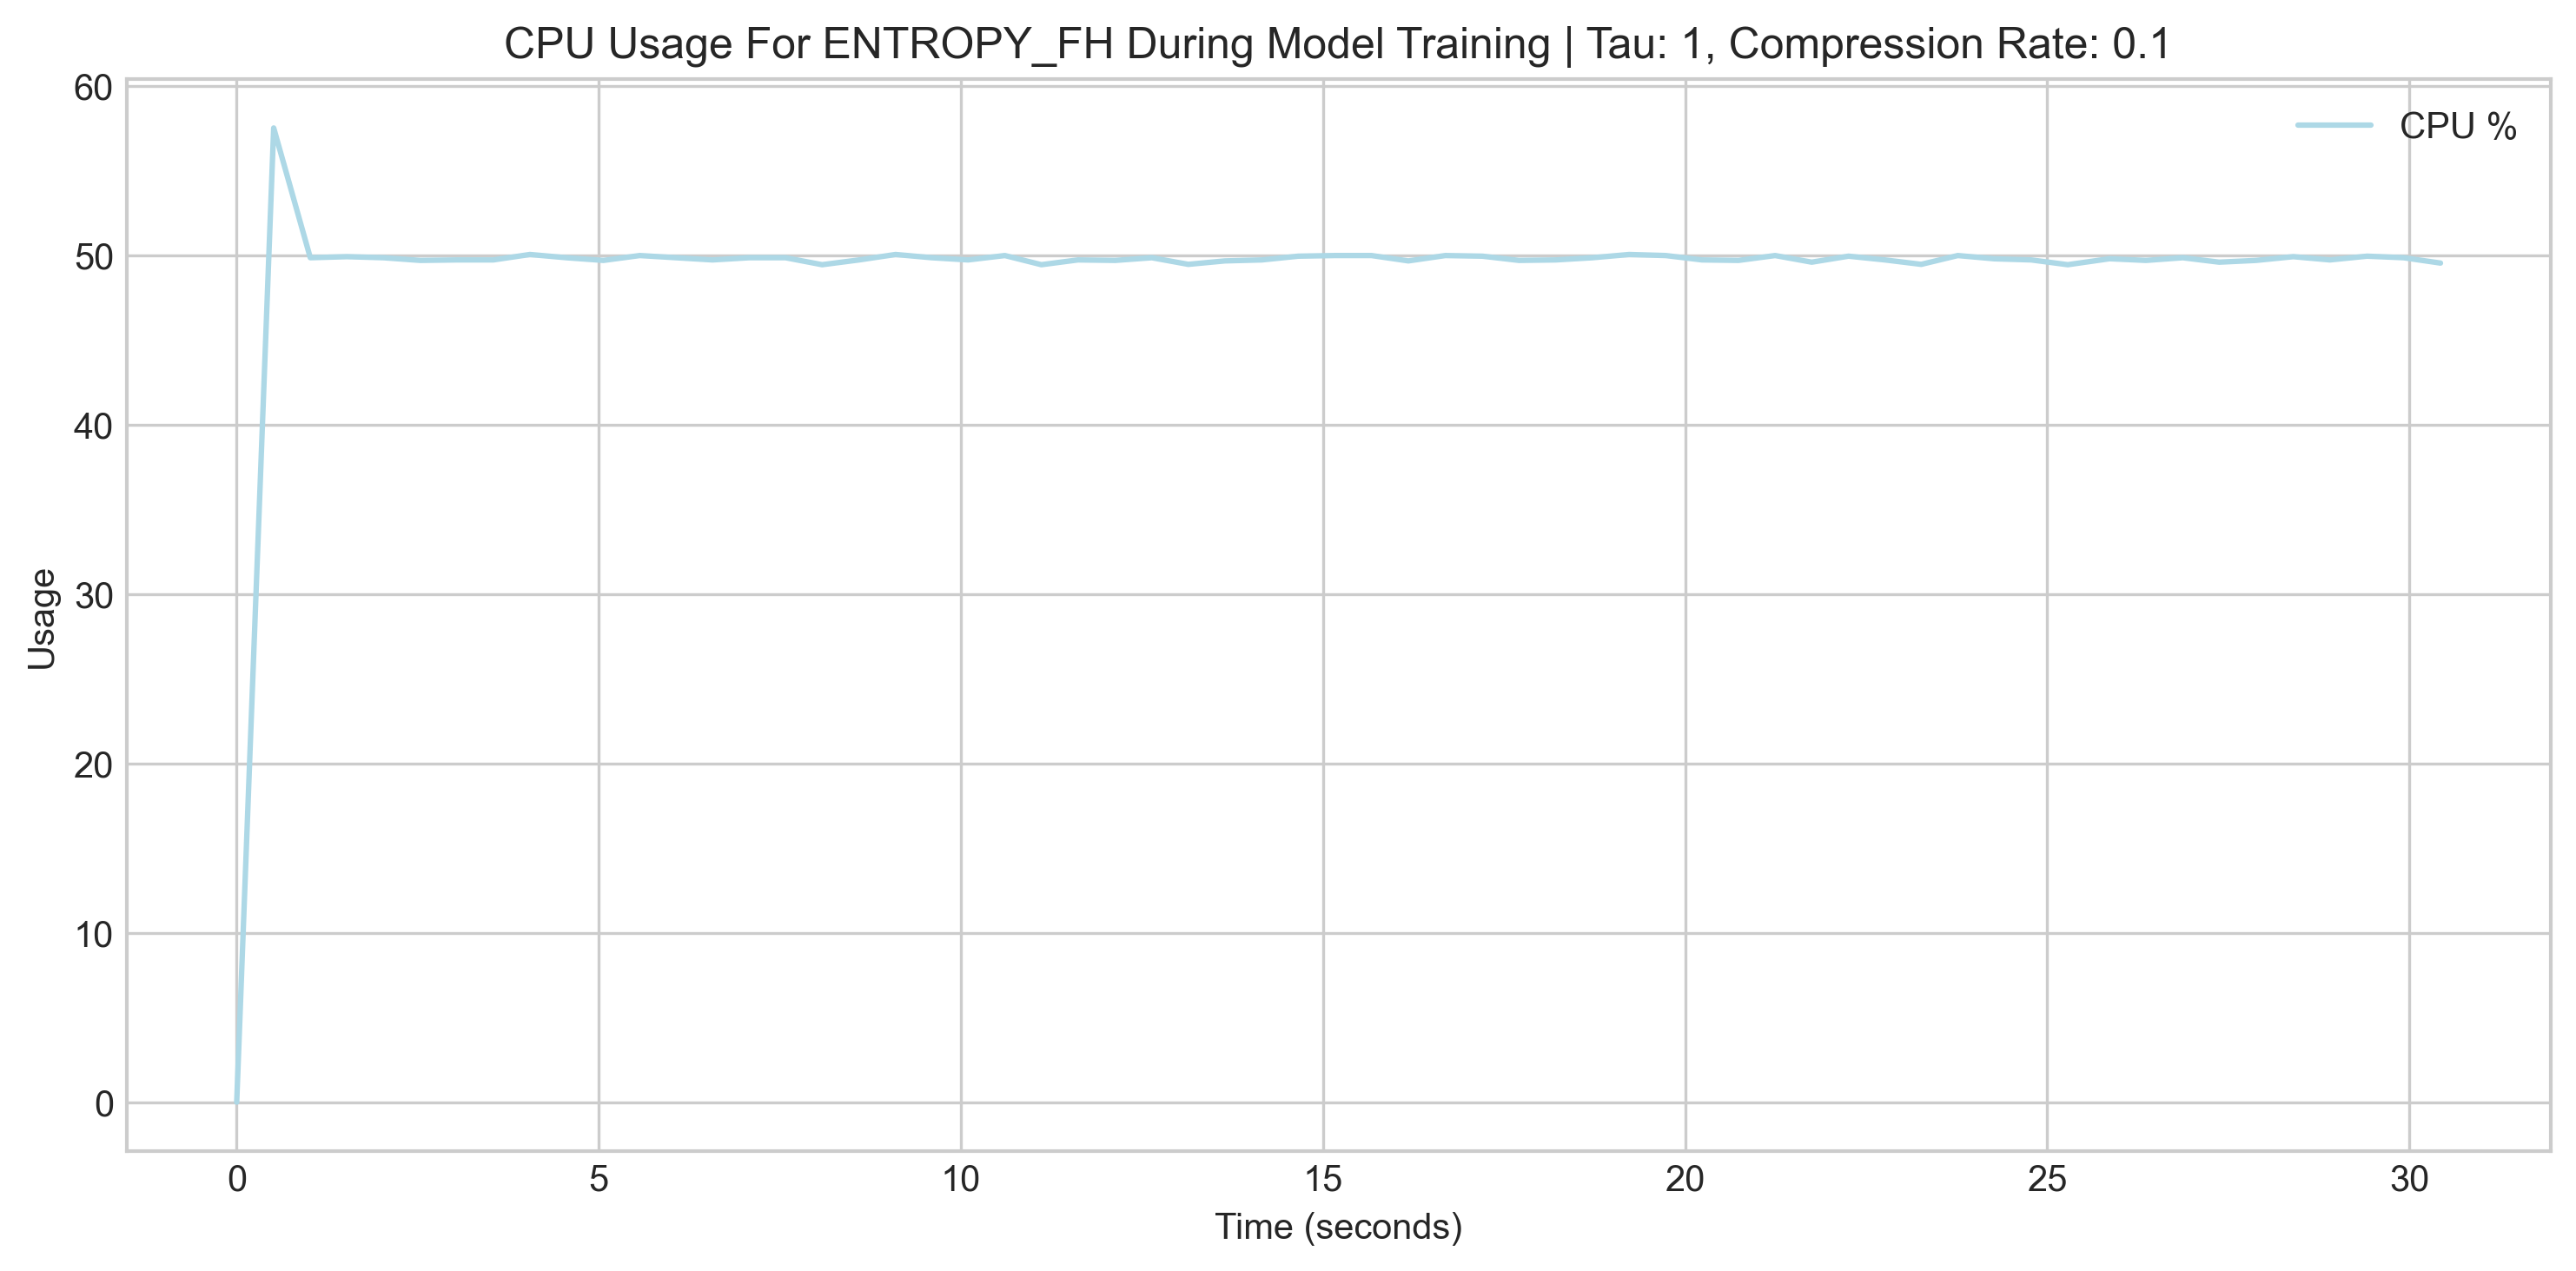 CPU Usage For ENTROPY_FH During Model Training | Tau: 1, Compression Rate: 0.1
CPU %
Usage
60
50
40
30
20
10
0
0 5 10 15 20 25 30
Time (seconds)